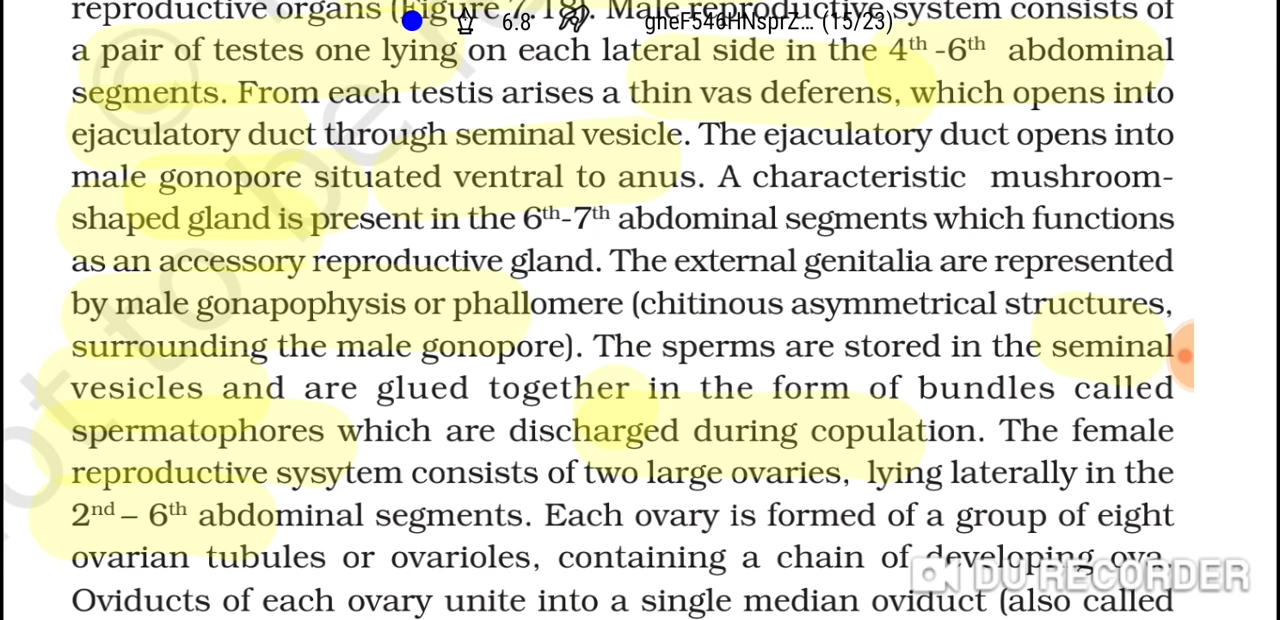 reproductive organs (Figure 7.18). Male reproductive system consists of
6.8 gheF546HNsprZ... (15/23)
a pair of testes one lying on each lateral side in the 4th -6th abdominal
segments. From each testis arises a thin vas deferens, which opens into
ejaculatory duct through seminal vesicle. The ejaculatory duct opens into
male gonopore situated ventral to anus. A characteristic mushroom-
shaped gland is present in the 6th-7th abdominal segments which functions
as an accessory reproductive gland. The external genitalia are represented
by male gonapophysis or phallomere (chitinous asymmetrical structures,
surrounding the male gonopore). The sperms are stored in the seminal
vesicles and are glued together in the form of bundles called
spermatophores which are discharged during copulation. The female
reproductive sysytem consists of two large ovaries, lying laterally in the
2nd – 6th abdominal segments. Each ovary is formed of a group of eight
ovarian tubules or ovarioles, containing a chain of developing ova.
DU RECORDER
Oviducts of each ovary unite into a single median oviduct (also called